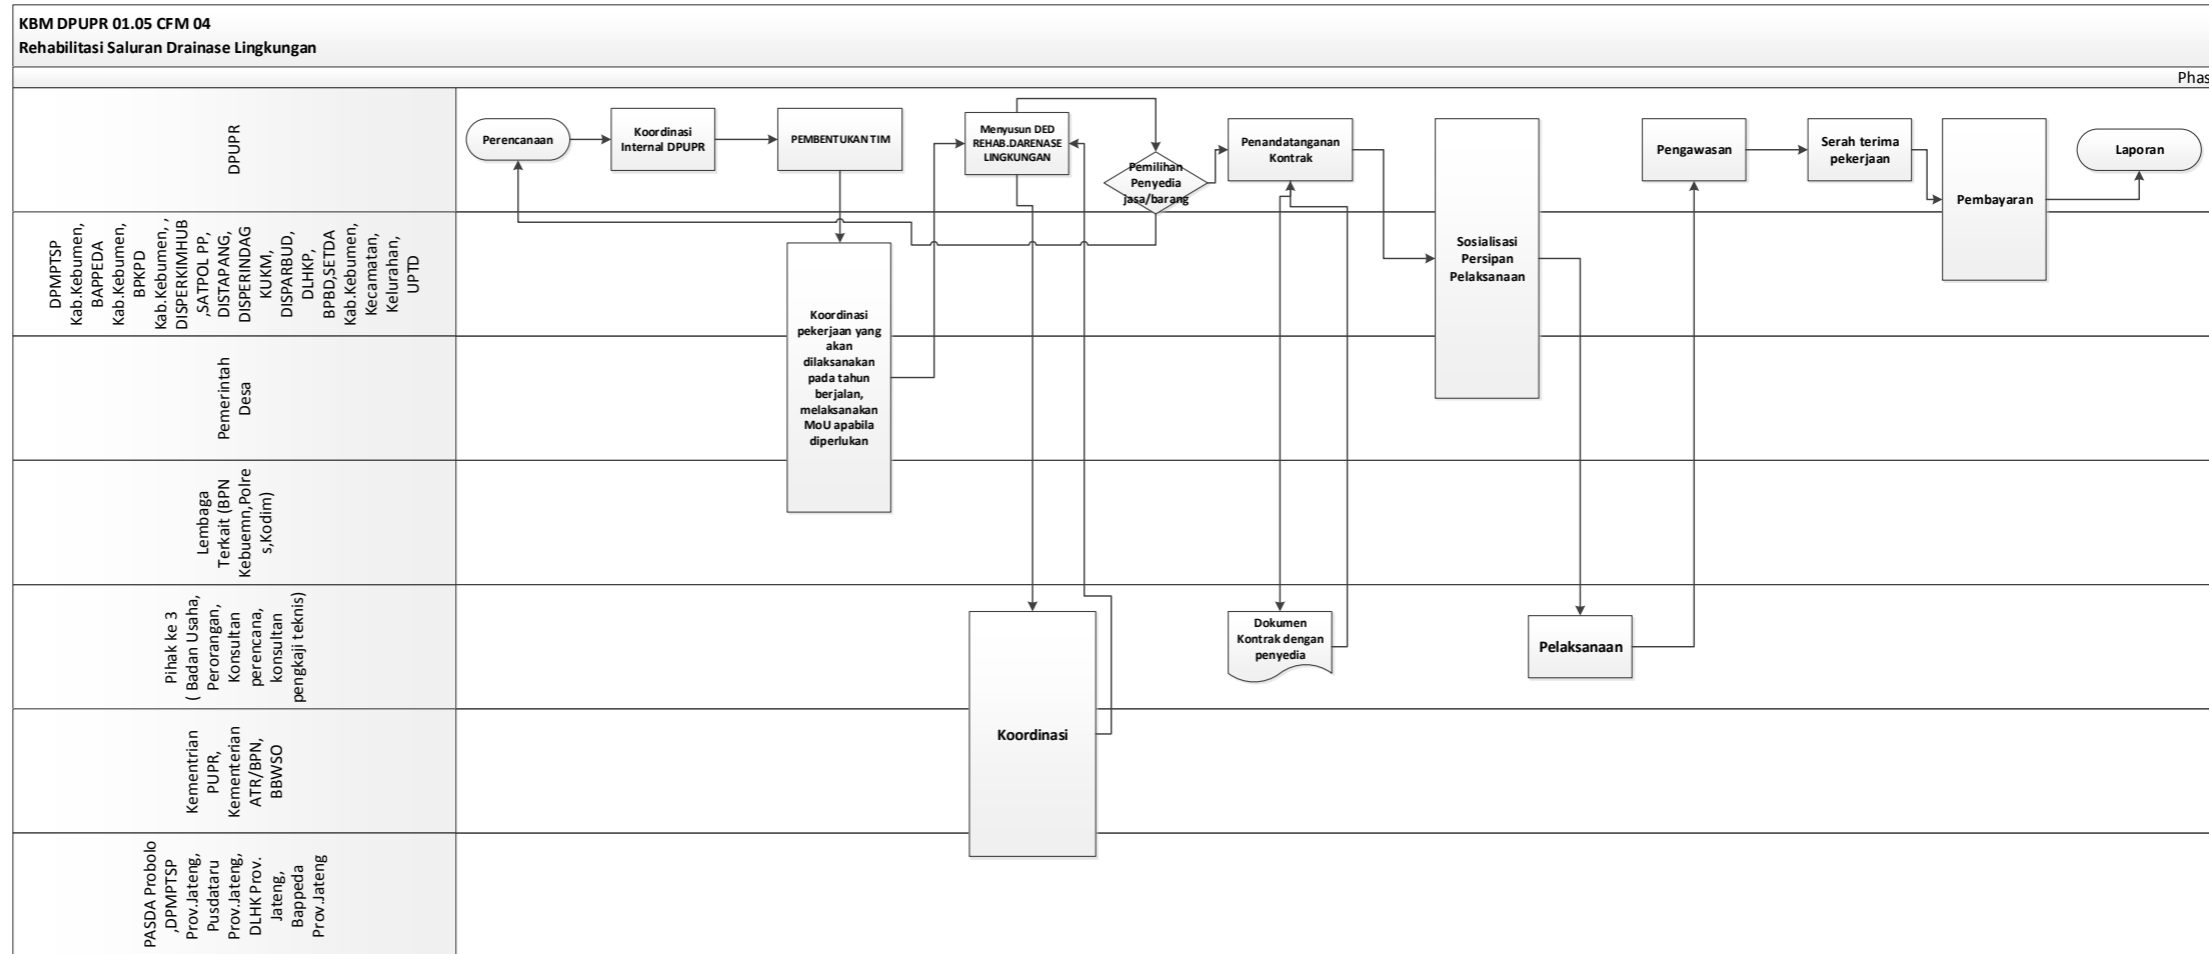 KBM DPUPR 01.05 CFM 04
Rehabilitasi Saluran Drainase Lingkungan
Phas
DPUPR
Perencanaan
Koordinasi
Internal DPUPR
PEMBENTUKAN TIM
Menyusun DED
REHAB.DARENASE
LINGKUNGAN
Pemilihan
Penyedia
jasa/barang
Penandatanganan
Kontrak
Pengawasan
Serah terima
pekerjaan
Pembayaran
Laporan
DPMPTSP
Kab.Kebumen,
BAPPEDA
Kab.Kebumen,
BPKPD
Kab.Kebumen, ,
DISPERKIMHUB
,SATPOL PP,
DISTAPANG,
DISPERINDAG
KUKM,
DISPARBUD,
DLHKP,
BPBD,SETDA
Kab.Kebumen,
Kecamatan,
Kelurahan,
UPTD
Koordinasi
pekerjaan yang
akan
dilaksanakan
pada tahun
berjalan,
melaksanakan
MoU apabila
diperlukan
Sosialisasi
Persipan
Pelaksanaan
Pemerintah
Desa
Lembaga
Terkait (BPN
Kebuemn,Polre
s,Kodim)
Pihak ke 3
( Badan Usaha,
Perorangan,
Konsultan
perencana,
konsultan
pengkaji teknis)
Dokumen
Kontrak dengan
penyedia
Pelaksanaan
Koordinasi
Kementrian
PUPR,
Kementerian
ATR/BPN,
BBWSO
PASDA Probolo
,DPMPTSP
Prov.Jateng,
Pusdataru
Prov.Jateng,
DLHK Prov.
Jateng,
Bappeda
Prov.Jateng